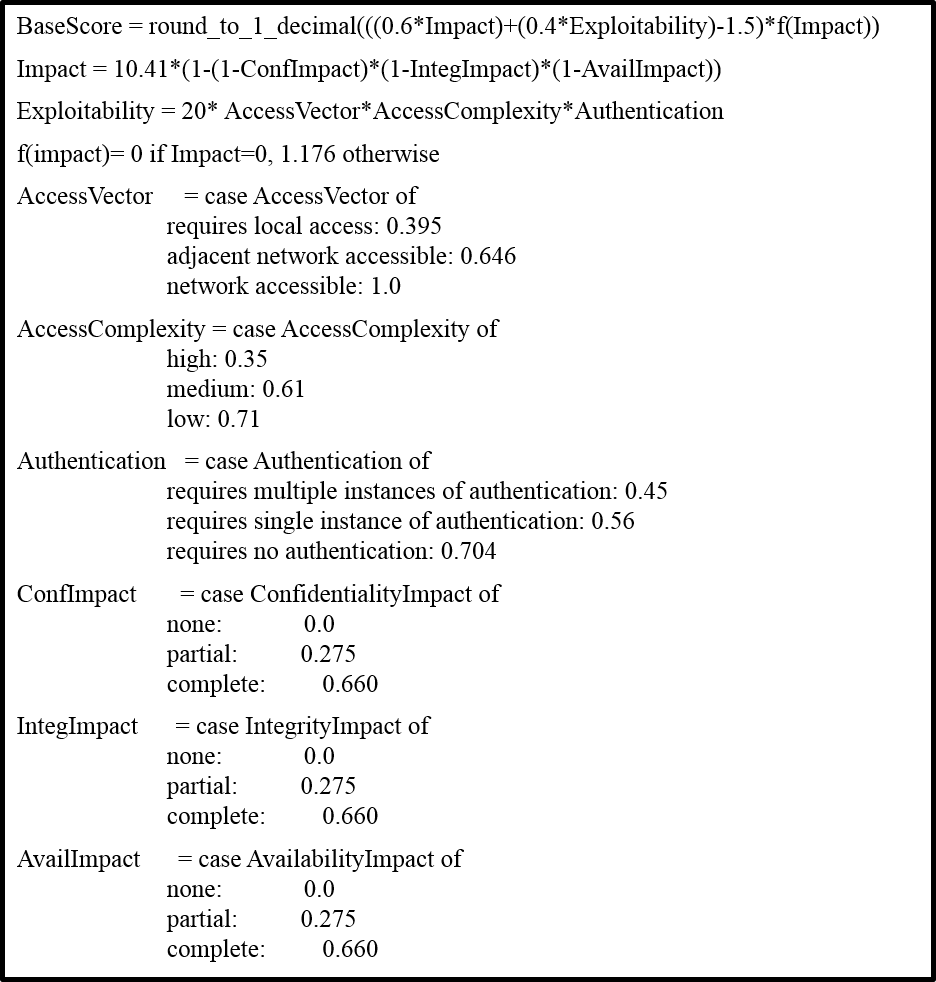 BaseScore = round_to_1_decimal(((0.6*Impact)+(0.4*Exploitability)-1.5)*f(Impact))
Impact = 10.41*(1-(1-ConfImpact)*(1-IntegImpact)*(1-AvailImpact))
Exploitability = 20* AccessVector*AccessComplexity*Authentication
f(impact)= 0 if Impact=0, 1.176 otherwise
AccessVector = case AccessVector of
requires local access: 0.395
adjacent network accessible: 0.646
network accessible: 1.0
AccessComplexity = case AccessComplexity of
high: 0.35
medium: 0.61
low: 0.71
Authentication = case Authentication of
requires multiple instances of authentication: 0.45
requires single instance of authentication: 0.56
requires no authentication: 0.704
ConfImpact = case ConfidentialityImpact of
none: 0.0
partial: 0.275
complete: 0.660
IntegImpact = case IntegrityImpact of
none: 0.0
partial: 0.275
complete: 0.660
AvailImpact = case AvailabilityImpact of
none: 0.0
partial: 0.275
complete: 0.660